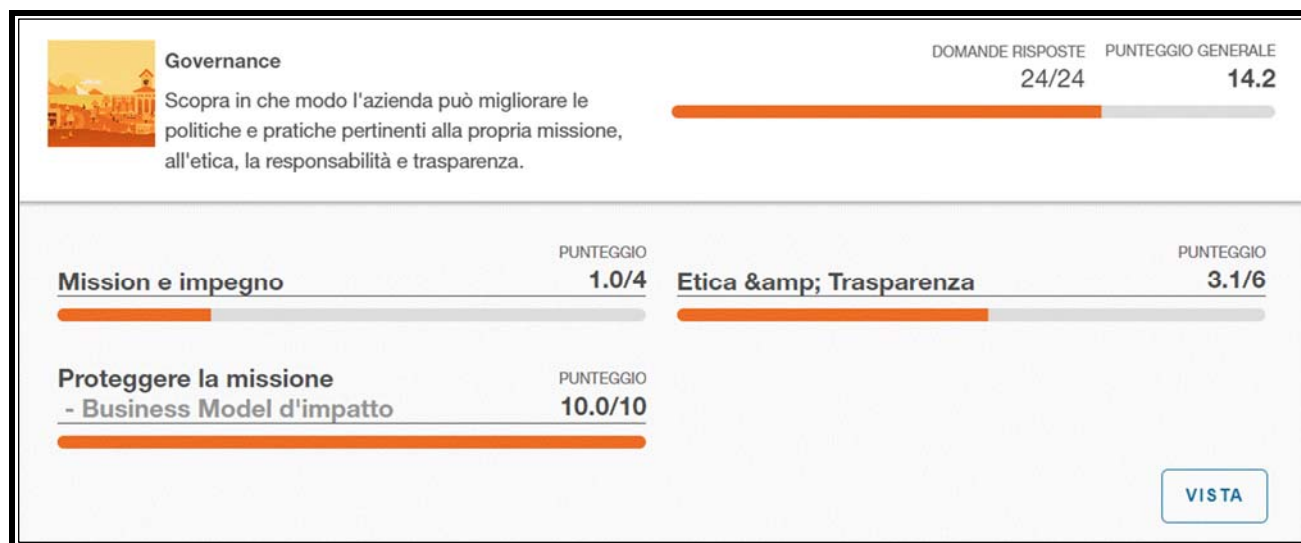 Governance
Scopra in che modo l'azienda può migliorare le
politiche e pratiche pertinenti alla propria missione,
all'etica, la responsabilità e trasparenza.
DOMANDE RISPOSTE
24/24
PUNTEGGIO GENERALE
14.2
Mission e impegno
PUNTEGGIO
1.0/4
Etica &amp; Trasparenza
PUNTEGGIO
3.1/6
Proteggere la missione
- Business Model d'impatto
PUNTEGGIO
10.0/10
VISTA